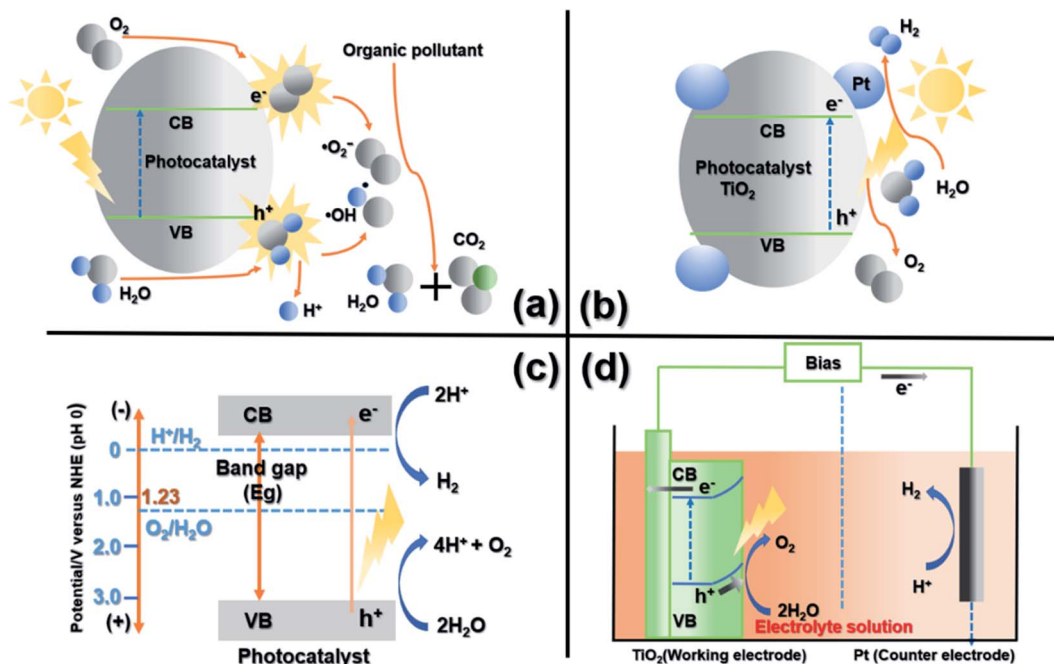 O₂
Organic pollutant
e⁻
CB
Photocatalyst
•O₂⁻
h⁺
•OH
VB
CO₂
H₂O
H⁺
H₂O
+
(a)
H₂
Pt
e⁻
CB
Photocatalyst
TiO₂
H₂O
h⁺
VB
O₂
(b)
(c)
Potential/V versus NHE (pH 0)
(-)
CB
e⁻
2H⁺
H⁺/H₂
0
Band gap
(Eg)
H₂
1.0
1.23
O₂/H₂O
2.0
4H⁺ + O₂
3.0
(+)
VB
h⁺
2H₂O
Photocatalyst
(d)
Bias
e⁻
CB
e⁻
H₂
O₂
h⁺
H⁺
2H₂O
VB
Electrolyte solution
TiO₂(Working electrode)
Pt (Counter electrode)